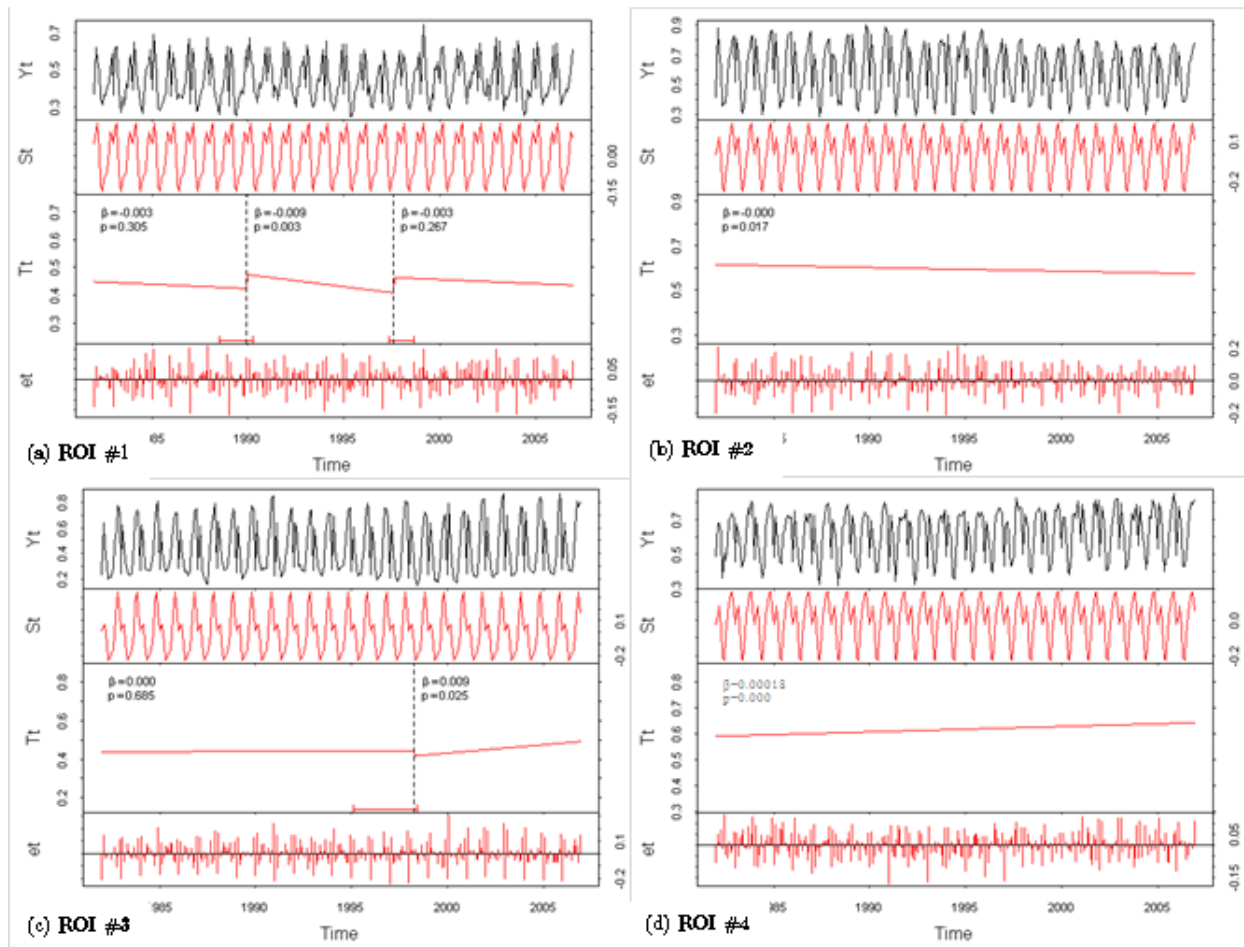 Yt
0.3 0.5 0.7
St
-0.15 0.00
Tt
0.3 0.4 0.5 0.6 0.7
β=-0.003
p=0.305
β=-0.009
p=0.003
β=-0.003
p=0.267
et
-0.15 0.05
85 1990 1995 2000 2005
(a) ROI #1
Time
Yt
0.3 0.5 0.7 0.9
St
-0.2 0.1
Tt
0.3 0.5 0.7 0.9
β=-0.000
p=0.017
et
-0.2 0.0 0.2
1990 1995 2000 2005
(b) ROI #2
Time
Yt
0.2 0.4 0.6 0.8
St
-0.2 0.1
Tt
0.2 0.4 0.6 0.8
β=0.000
p=0.685
β=0.009
p=0.025
et
-0.2 0.1
985 1990 1995 2000 2005
(c) ROI #3
Time
Yt
0.3 0.5 0.7
St
-0.2 0.0
Tt
0.3 0.4 0.5 0.6 0.7 0.8
β=0.00018
p=0.000
et
-0.15 0.05
985 1990 1995 2000 2005
(d) ROI #4
Time